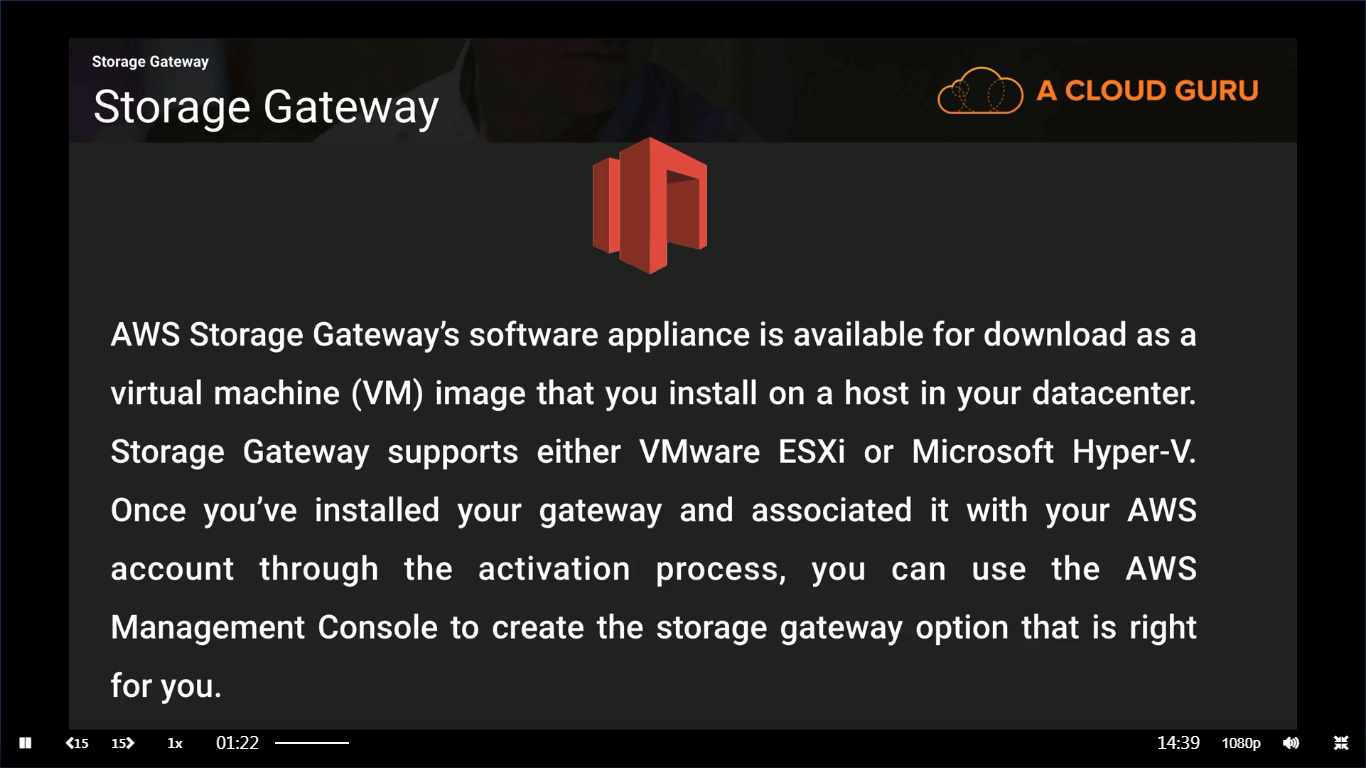 Storage Gateway
Storage Gateway
A CLOUD GURU
AWS Storage Gateway’s software appliance is available for download as a
virtual machine (VM) image that you install on a host in your datacenter.
Storage Gateway supports either VMware ESXi or Microsoft Hyper-V.
Once you’ve installed your gateway and associated it with your AWS
account through the activation process, you can use the AWS
Management Console to create the storage gateway option that is right
for you.
15 15 1x 01:22 14:39 1080p